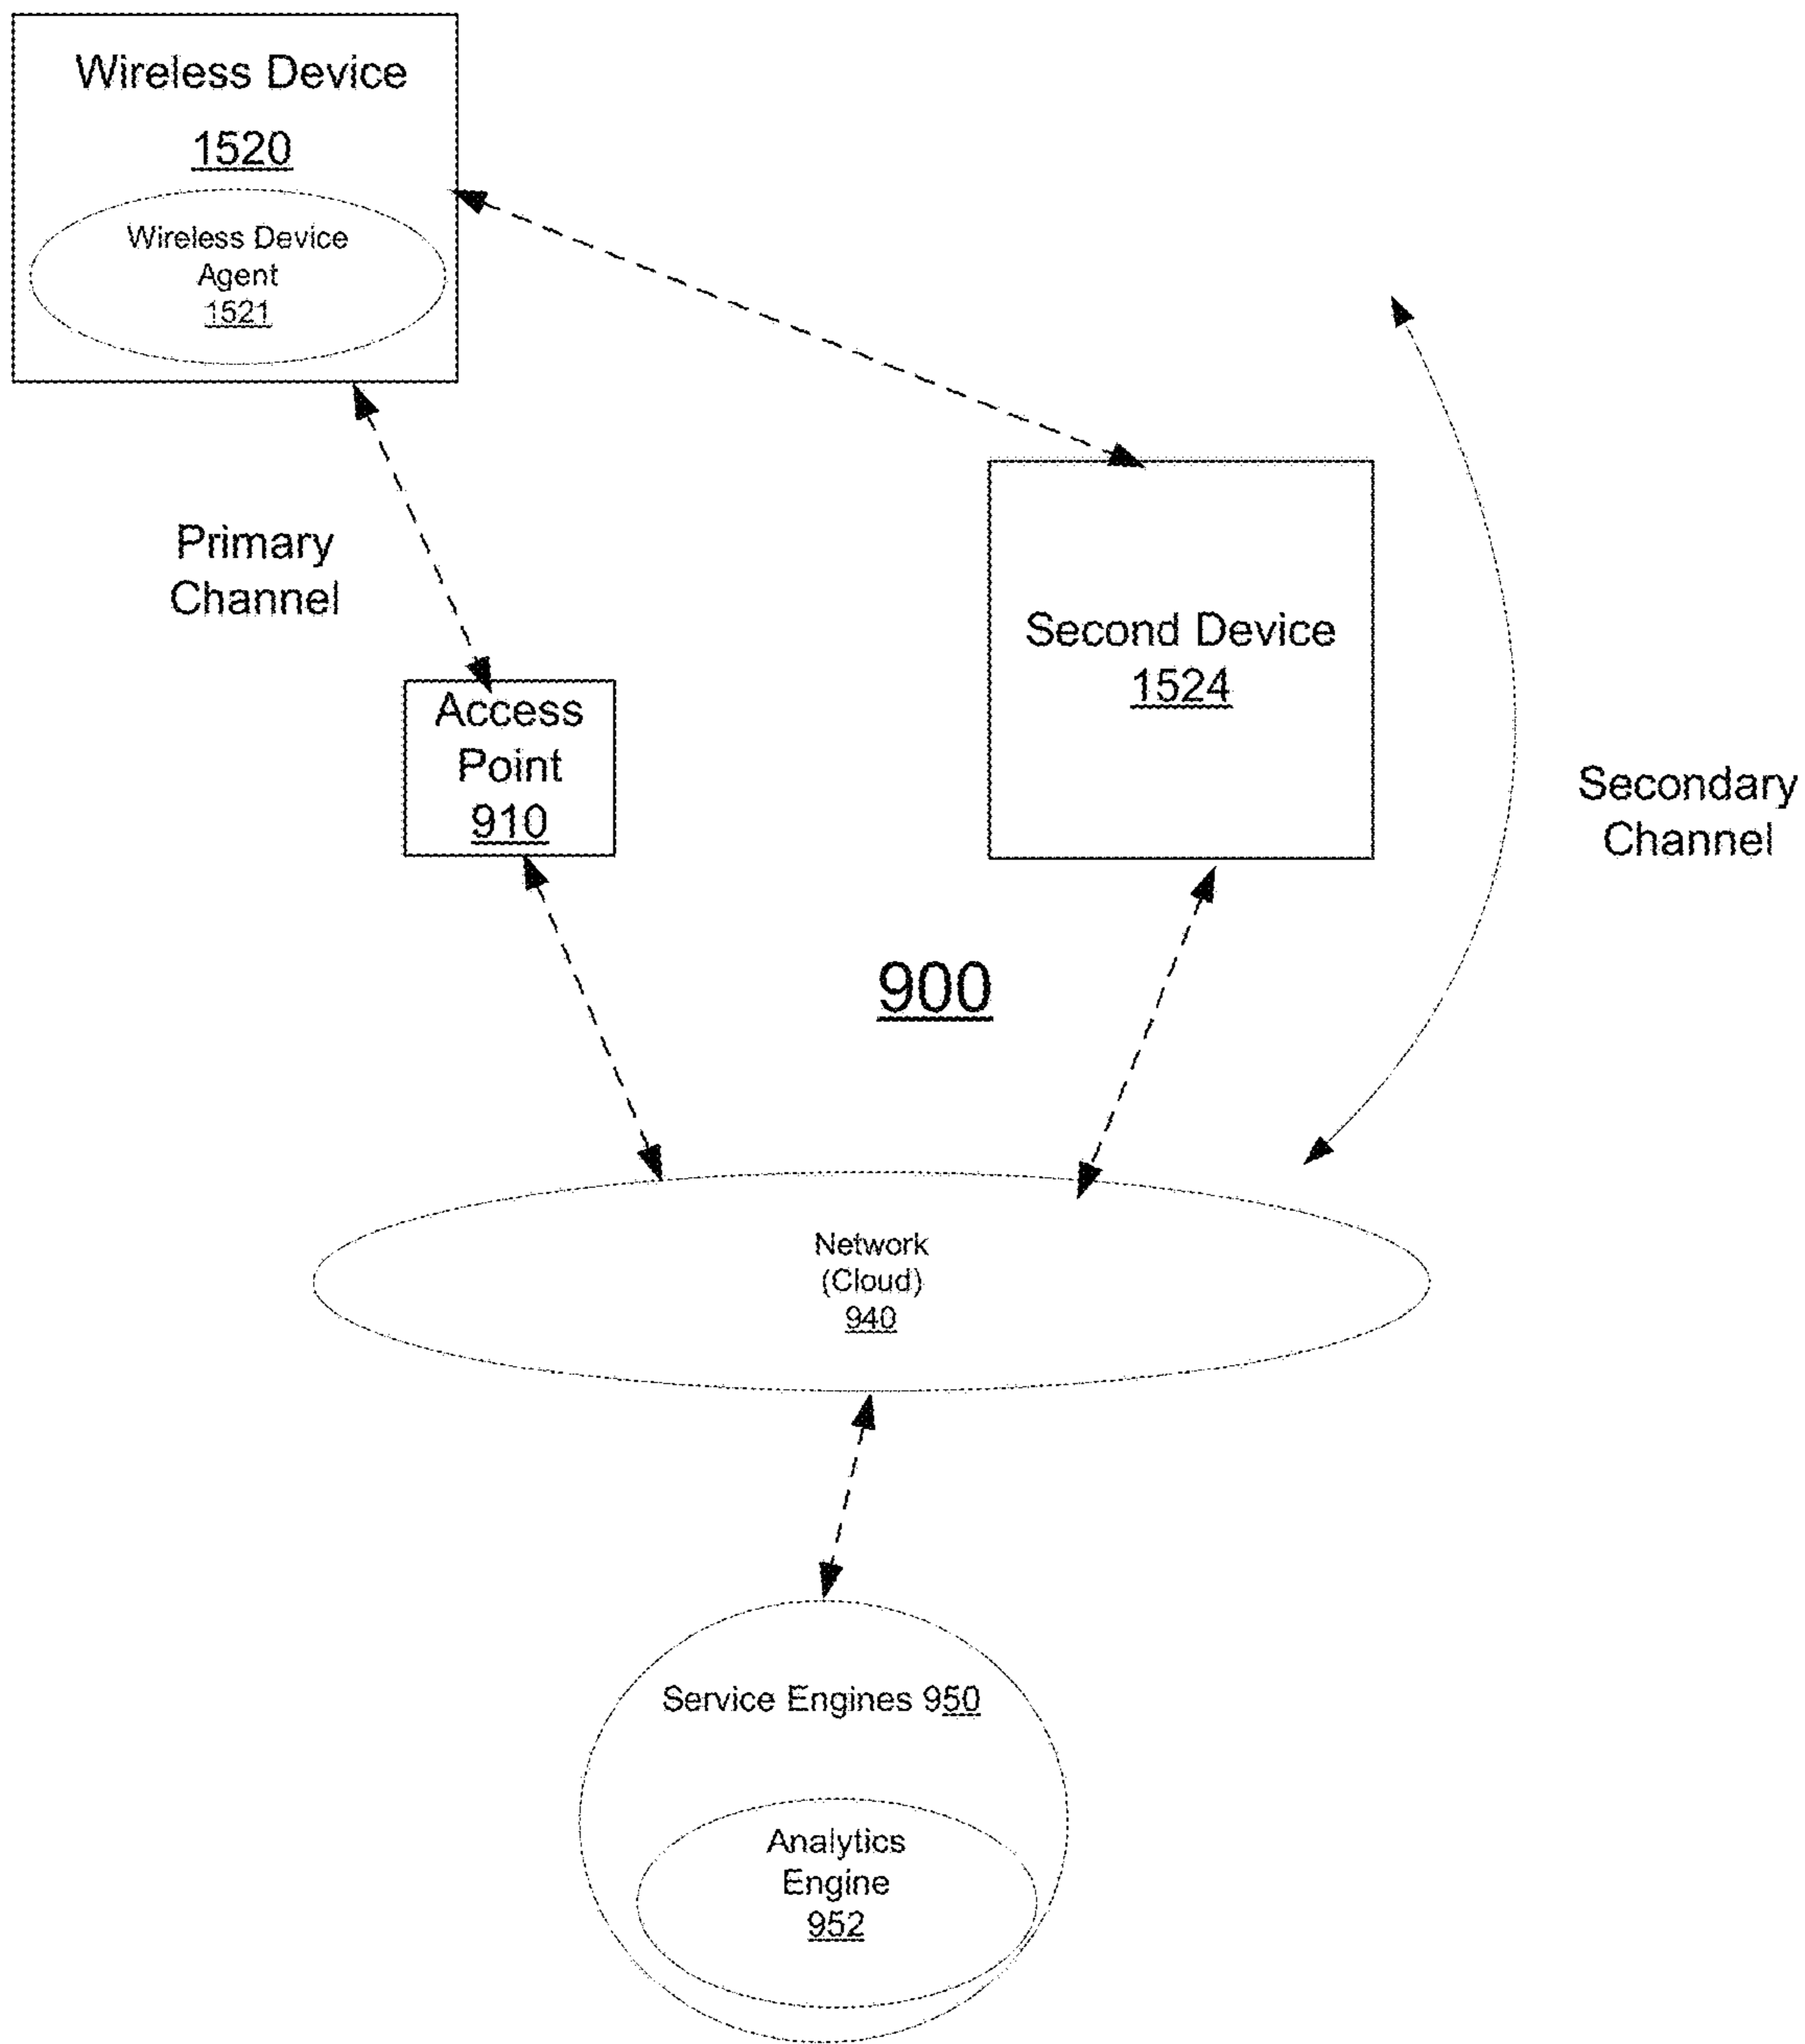 Wireless Device
1520
Wireless Device
Agent
1521
Primary
Channel
Access
Point
910
Second Device
1524
Secondary
Channel
900
Network
(Cloud)
940
Service Engines 950
Analytics
Engine
952